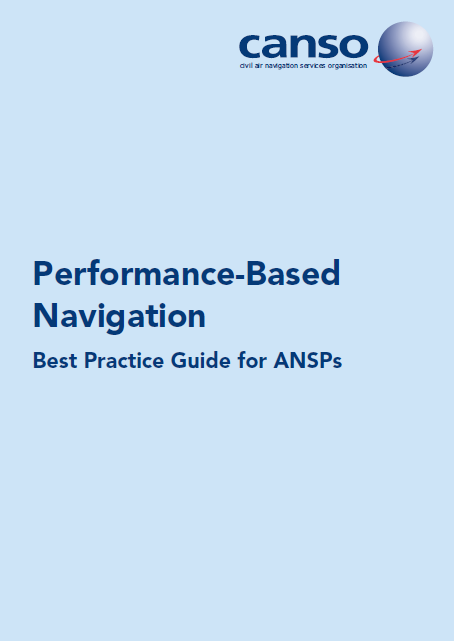 canso
civil air navigation services organisation
Performance-Based
Navigation
Best Practice Guide for ANSPs